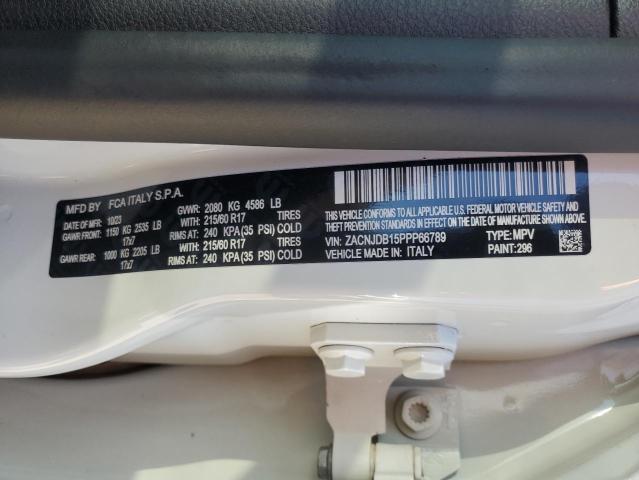 MFD BY FCA ITALY S.P.A.
DATE OF MFR: 10/23 GVWR: 2080 KG 4586 LB
GAWR FRONT: 1150 KG 2535 LB WITH: 215/60 R17 TIRES
17x7 RIMS AT: 240 KPA (35 PSI) COLD
GAWR REAR: 1000 KG 2205 LB WITH: 215/60 R17 TIRES
17x7 RIMS AT: 240 KPA (35 PSI) COLD
THIS VEHICLE CONFORMS TO ALL APPLICABLE U.S. FEDERAL MOTOR VEHICLE SAFETY AND
THEFT PREVENTION STANDARDS IN EFFECT ON THE DATE OF MANUFACTURE SHOWN ABOVE.
VIN: ZACNJDB15PPP66789 TYPE: MPV
VEHICLE MADE IN: ITALY PAINT: 296